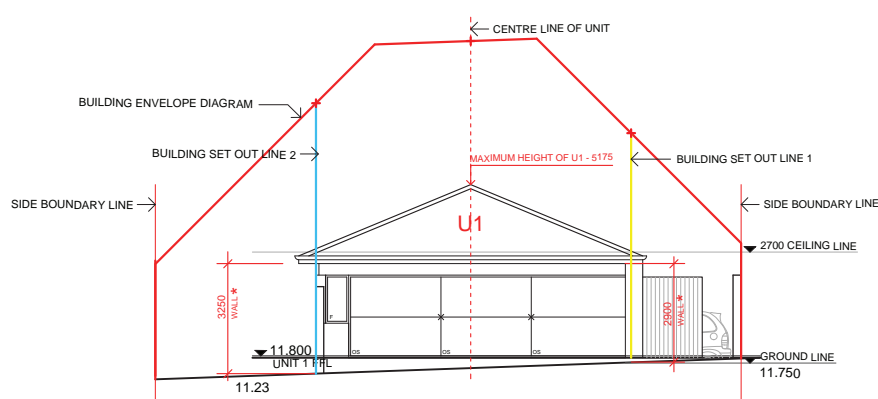 CENTRE LINE OF UNIT
BUILDING ENVELOPE DIAGRAM
BUILDING SET OUT LINE 2
MAXIMUM HEIGHT OF U1 - 5175
BUILDING SET OUT LINE 1
SIDE BOUNDARY LINE
SIDE BOUNDARY LINE
U1
2700 CEILING LINE
3250
WALL *
2900
WALL *
F
OS
OS
OS
11.800
UNIT 1 FFL
GROUND LINE
11.750
11.23